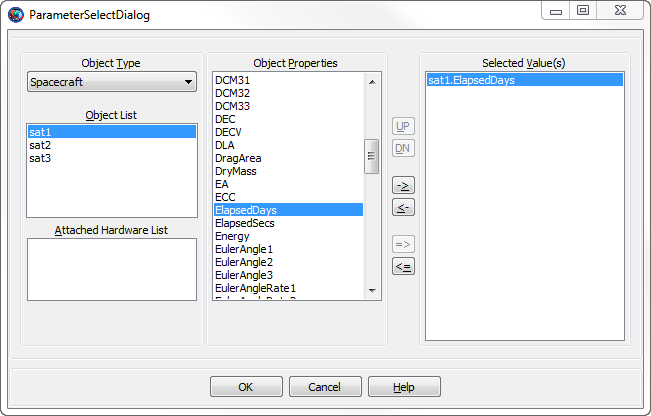 ParameterSelectDialog
Object Type
Spacecraft
Object List
sat1
sat2
sat3
Attached Hardware List
Object Properties
DCM31
DCM32
DCM33
DEC
DECV
DLA
DragArea
DryMass
EA
ECC
ElapsedDays
ElapsedSecs
Energy
EulerAngle1
EulerAngle2
EulerAngle3
EulerAngleRate1
UP
DN
->
<-
=>
<=
Selected Value(s)
sat1.ElapsedDays
OK
Cancel
Help